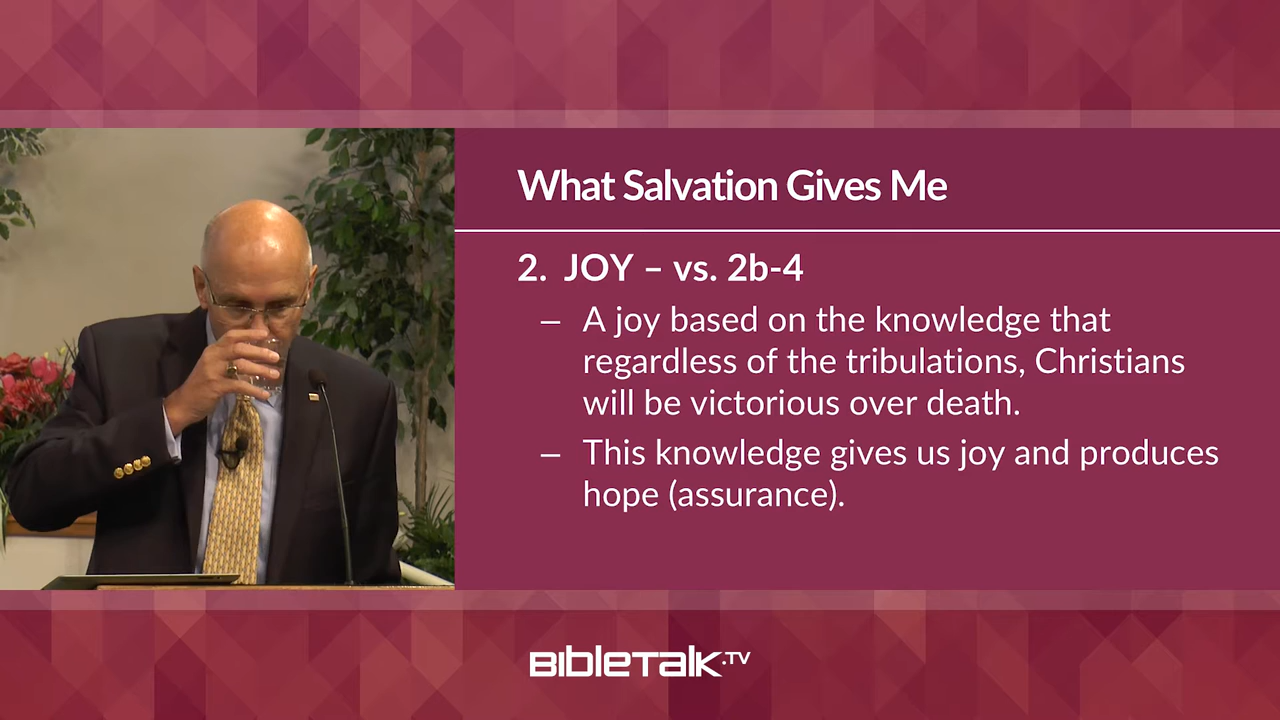 What Salvation Gives Me
2. JOY – vs. 2b-4
– A joy based on the knowledge that
regardless of the tribulations, Christians
will be victorious over death.
– This knowledge gives us joy and produces
hope (assurance).
BIBLETALK.TV